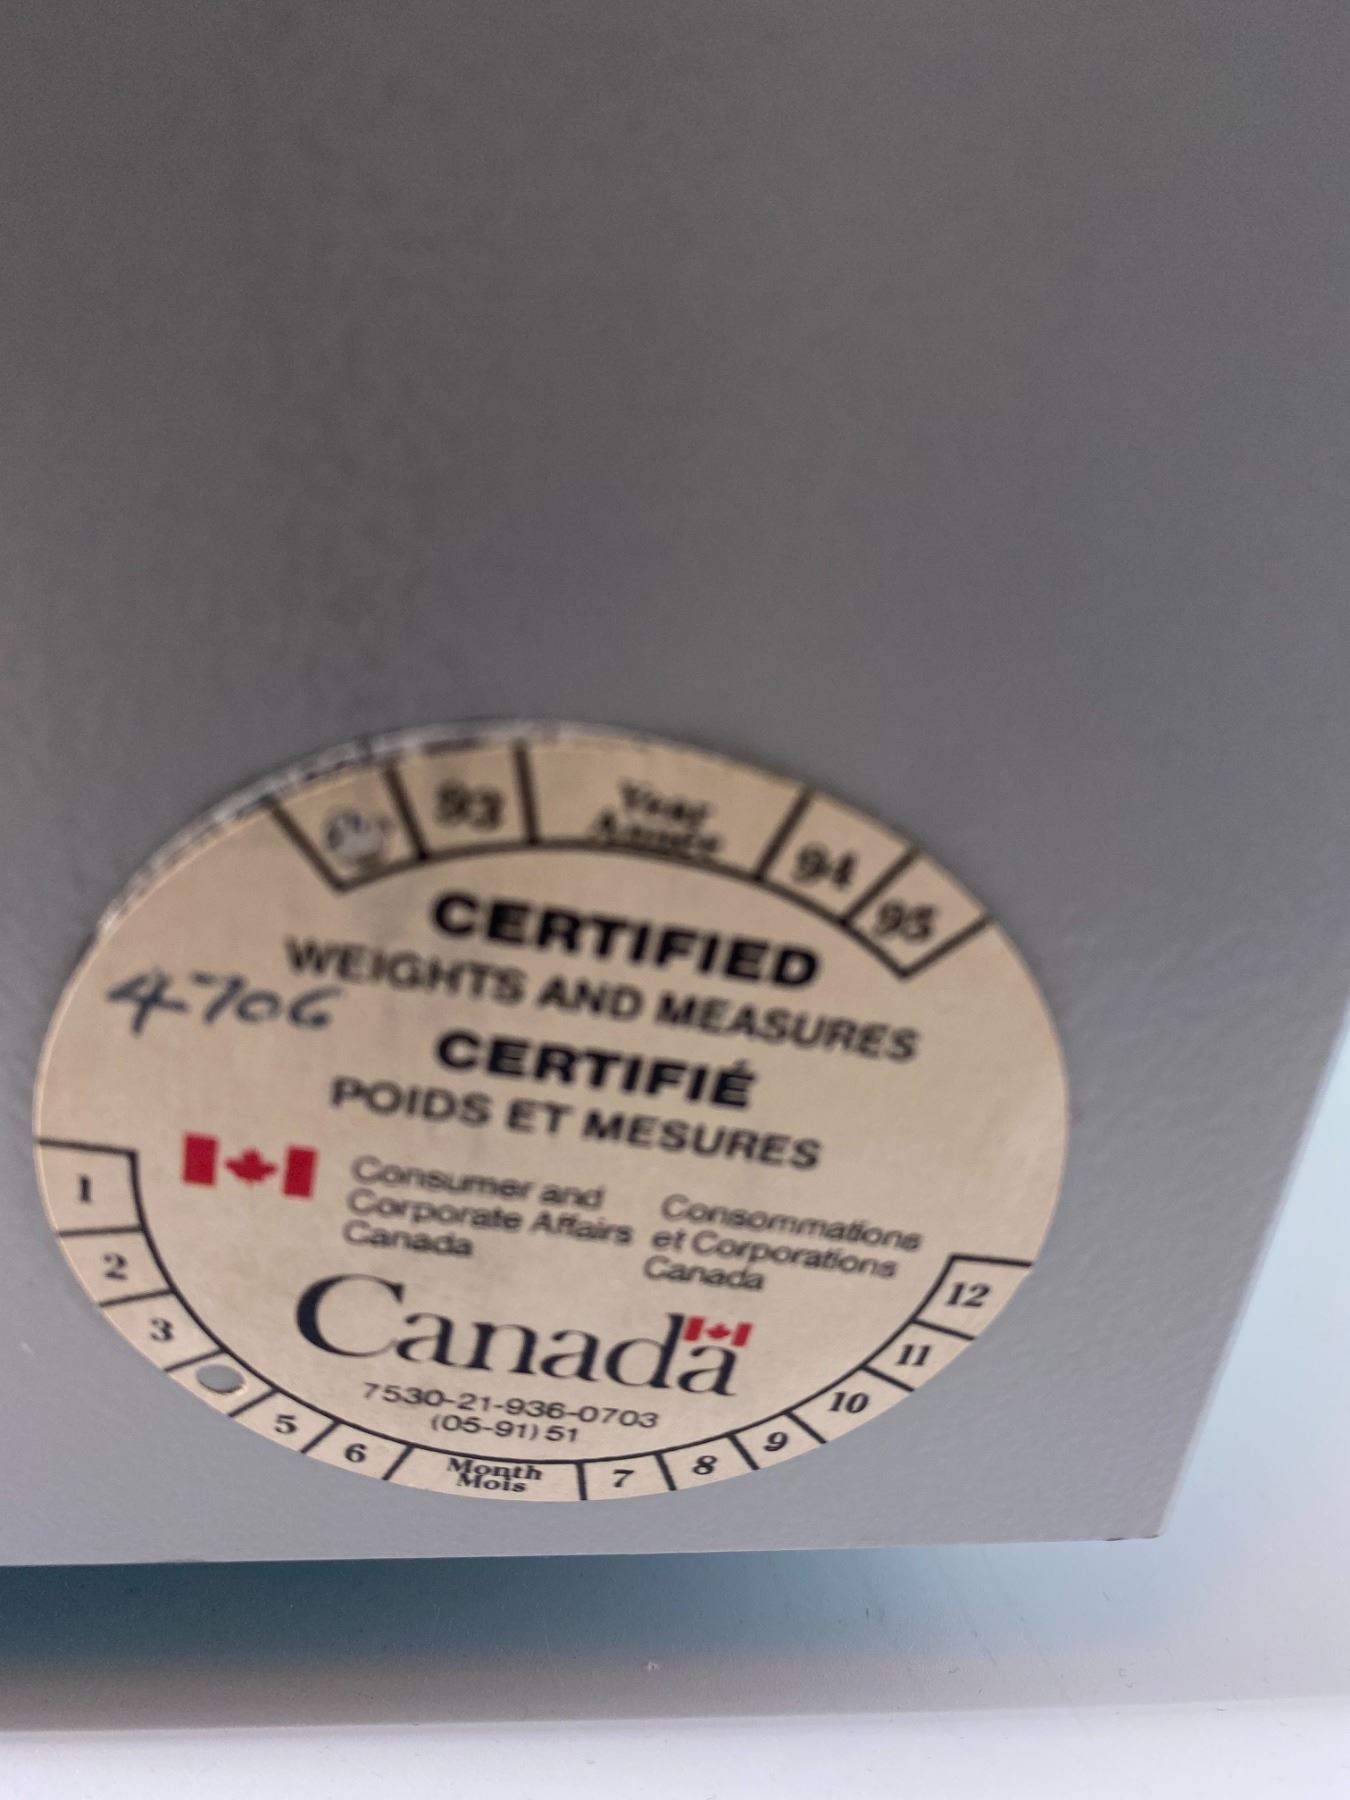 93
Year
Année
94
95
CERTIFIED
WEIGHTS AND MEASURES
4-706
CERTIFIÉ
POIDS ET MESURES
Consumer and
Corporate Affairs
Canada
Consommations
et Corporations
Canada
Canada
7530-21-936-0703
(05-91) 51
1
2
3
5
6
Month
Mois
7
8
9
10
11
12